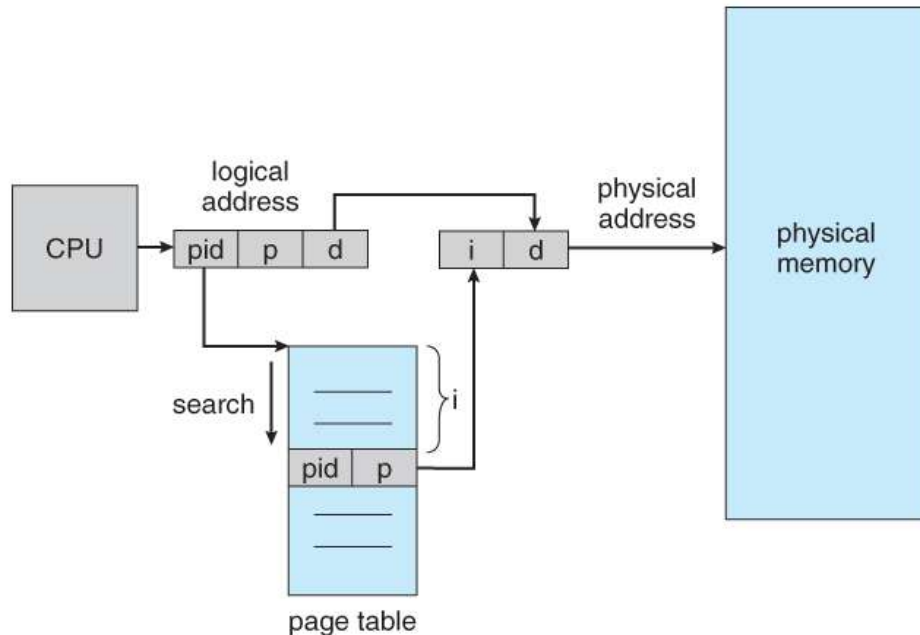 logical
address
physical
address
CPU
pid p d
i d
physical
memory
search
i
pid p
page table